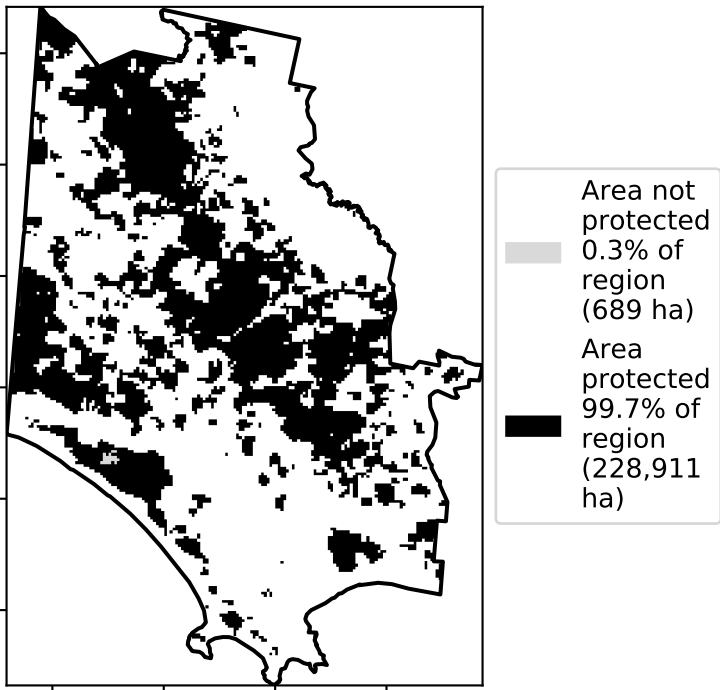 Area not
protected
0.3% of
region
(689 ha)
Area
protected
99.7% of
region
(228,911
ha)